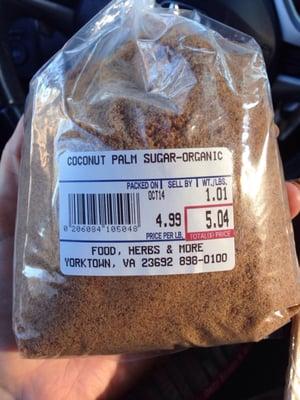 COCONUT PALM SUGAR-ORGANIC
PACKED ON SELL BY WT./LBS.
OCT14 1.01
4.99 5.04
PRICE PER LB. TOTAL($) PRICE
0 206084 105048
FOOD, HERBS & MORE
YORKTOWN, VA 23692 898-0100